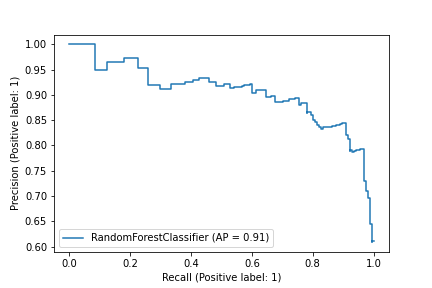 1.00
0.95
0.90
0.85
0.80
0.75
0.70
0.65
0.60
Precision (Positive label: 1)
RandomForestClassifier (AP = 0.91)
0.0 0.2 0.4 0.6 0.8 1.0
Recall (Positive label: 1)